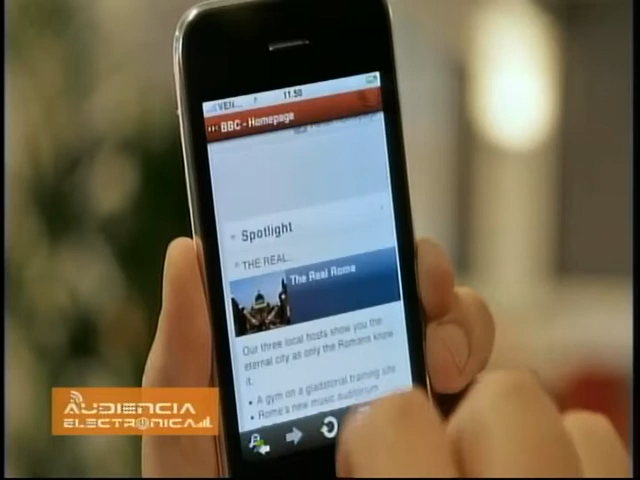 VEN...
11.50
BBC - Homepage
Spotlight
THE REAL...
The Real Rome
Our three local hosts show you the
eternal city as only the Romans know
it.
• A gym on a gladiatorial training site
• Rome's new music auditorium
AUDIENCIA
ELECTRONICA